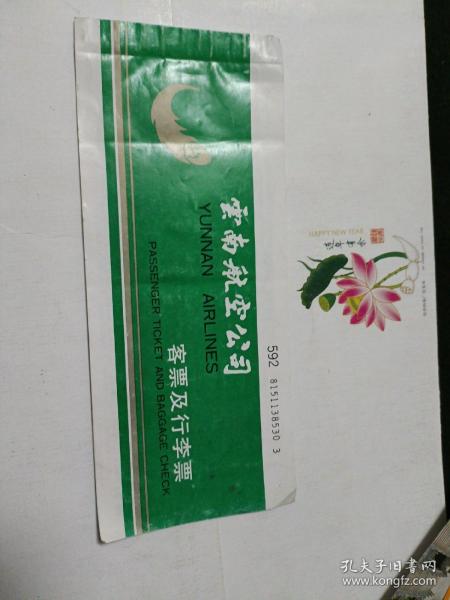 雲南航空公司
YUNNAN AIRLINES
客票及行李票
PASSENGER TICKET AND BAGGAGE CHECK
592 8151138530 3
HAPPY NEW YEAR
孔夫子旧书网
www.kongfz.com